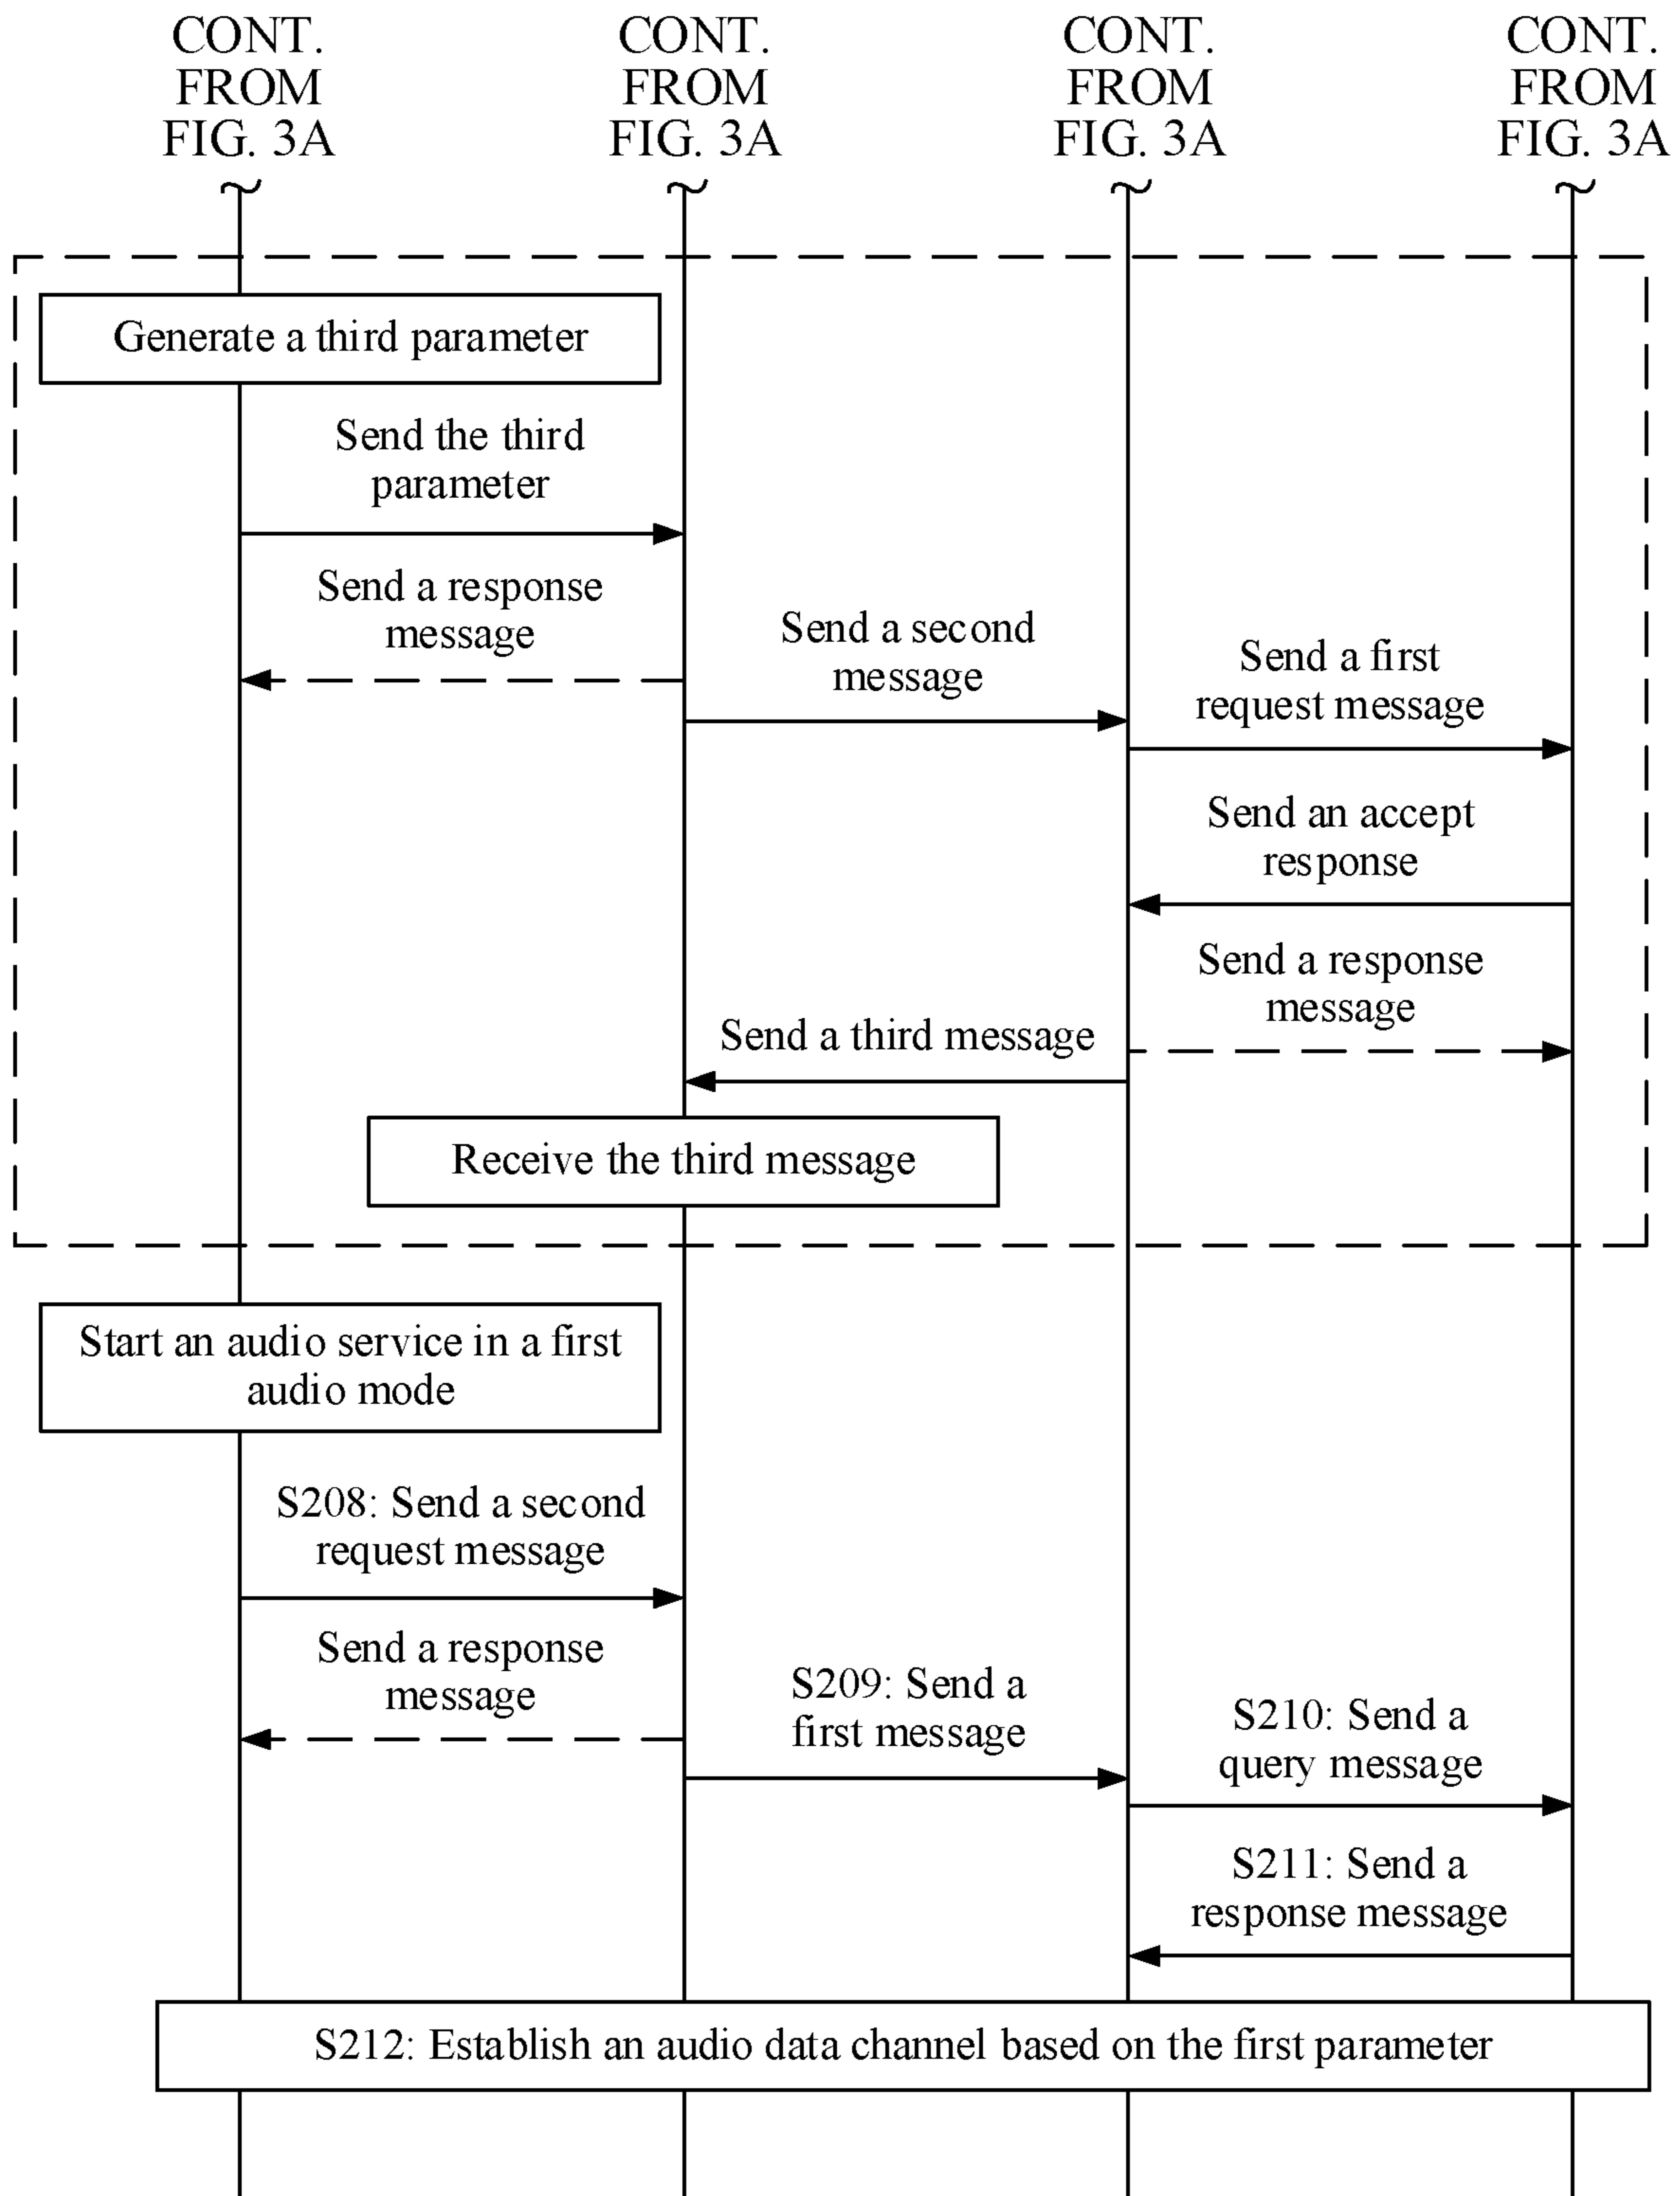 CONT.
FROM
FIG. 3A
CONT.
FROM
FIG. 3A
CONT.
FROM
FIG. 3A
CONT.
FROM
FIG. 3A
Generate a third parameter
Send the third
parameter
Send a response
message
Send a second
message
Send a first
request message
Send an accept
response
Send a response
message
Send a third message
Receive the third message
Start an audio service in a first
audio mode
S208: Send a second
request message
Send a response
message
S209: Send a
first message
S210: Send a
query message
S211: Send a
response message
S212: Establish an audio data channel based on the first parameter